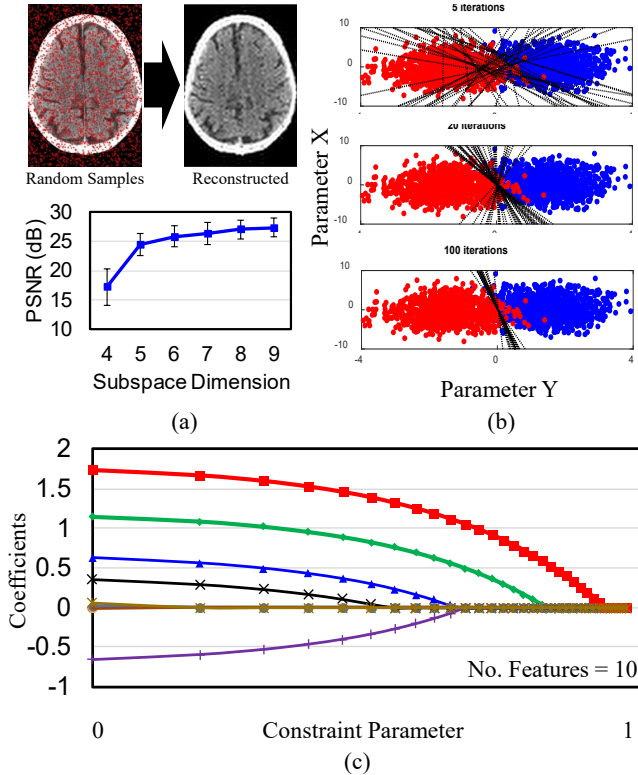 Random Samples
Reconstructed
30
25
20
15
10
PSNR (dB)
4 5 6 7 8 9
Subspace Dimension
(a)
5 iterations
10
0
-10
20 iterations
10
0
-10
100 iterations
10
0
-10
-4 0 4
Parameter X
Parameter Y
(b)
2
1.5
1
0.5
0
-0.5
-1
Coefficients
No. Features = 10
0 Constraint Parameter 1
(c)